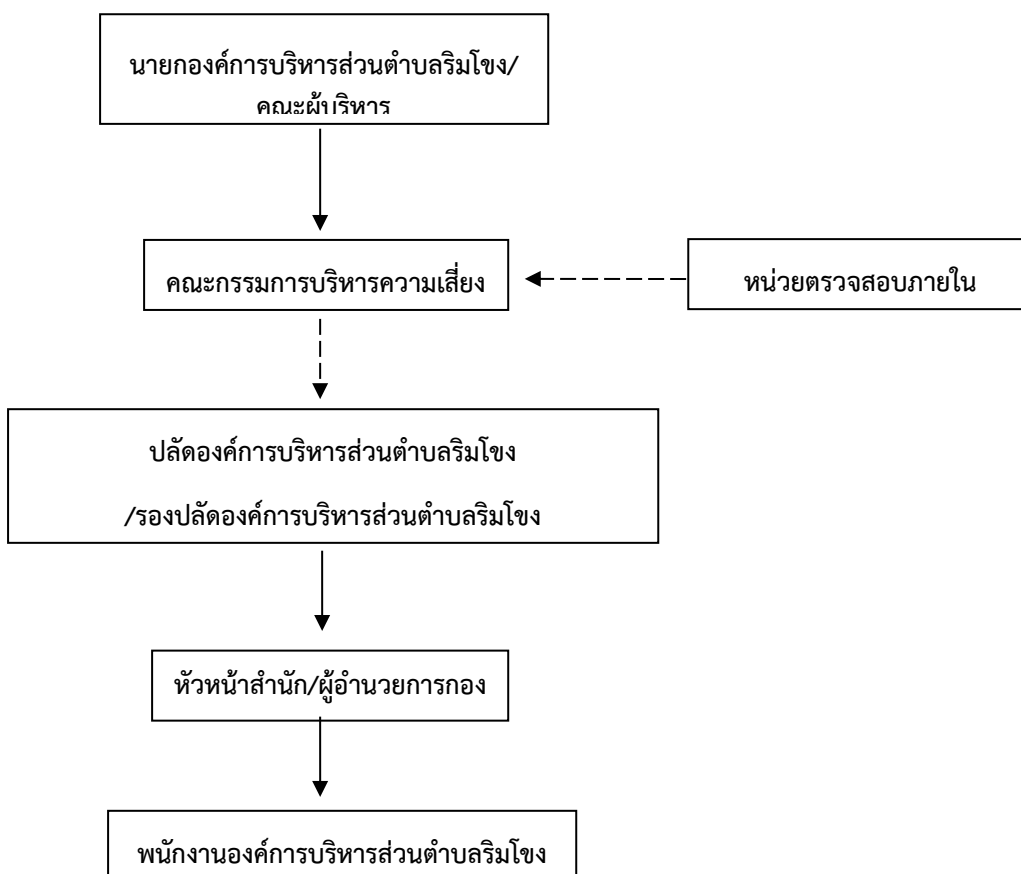 นายกองค์การบริหารส่วนตำบลริมโขง/
คณะผู้บริหาร
คณะกรรมการบริหารความเสี่ยง
หน่วยตรวจสอบภายใน
ปลัดองค์การบริหารส่วนตำบลริมโขง
/รองปลัดองค์การบริหารส่วนตำบลริมโขง
หัวหน้าสำนัก/ผู้อำนวยการกอง
พนักงานองค์การบริหารส่วนตำบลริมโขง